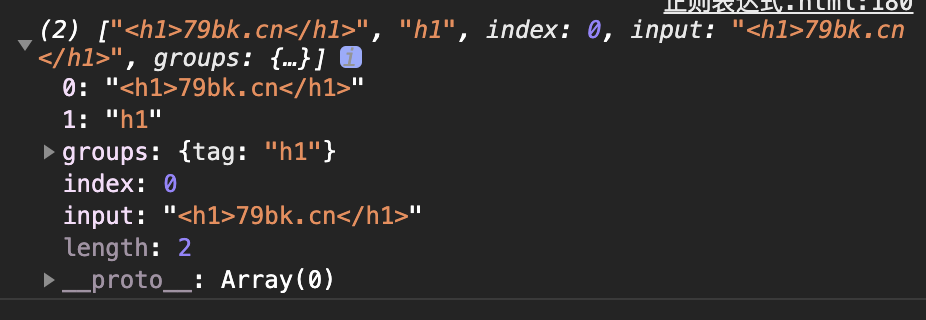 正则表达式.html:180
(2) ["<h1>79bk.cn</h1>", "h1", index: 0, input: "<h1>79bk.cn
</h1>", groups: {…}] i
0: "<h1>79bk.cn</h1>"
1: "h1"
groups: {tag: "h1"}
index: 0
input: "<h1>79bk.cn</h1>"
length: 2
__proto__: Array(0)